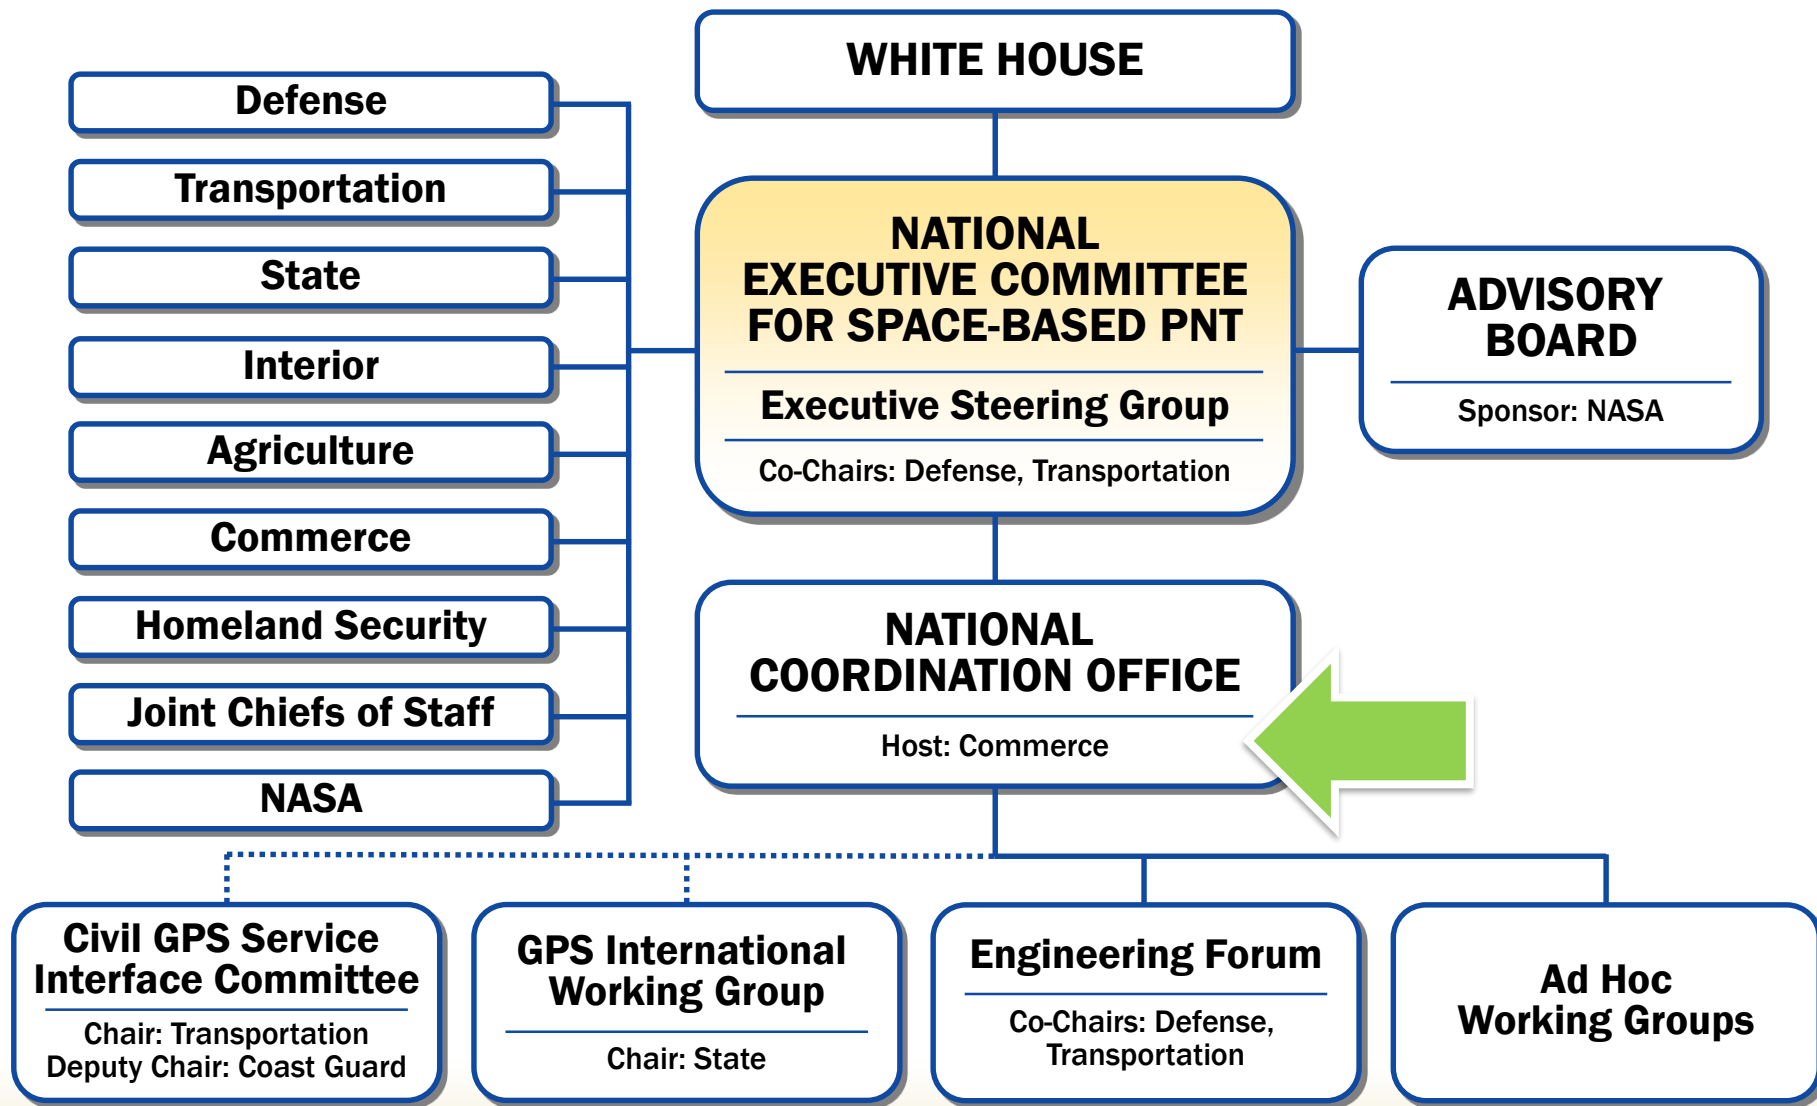 WHITE HOUSE
Defense
Transportation
State
Interior
Agriculture
Commerce
Homeland Security
Joint Chiefs of Staff
NASA
NATIONAL
EXECUTIVE COMMITTEE
FOR SPACE-BASED PNT
Executive Steering Group
Co-Chairs: Defense, Transportation
ADVISORY
BOARD
Sponsor: NASA
NATIONAL
COORDINATION OFFICE
Host: Commerce
Civil GPS Service
Interface Committee
Chair: Transportation
Deputy Chair: Coast Guard
GPS International
Working Group
Chair: State
Engineering Forum
Co-Chairs: Defense,
Transportation
Ad Hoc
Working Groups